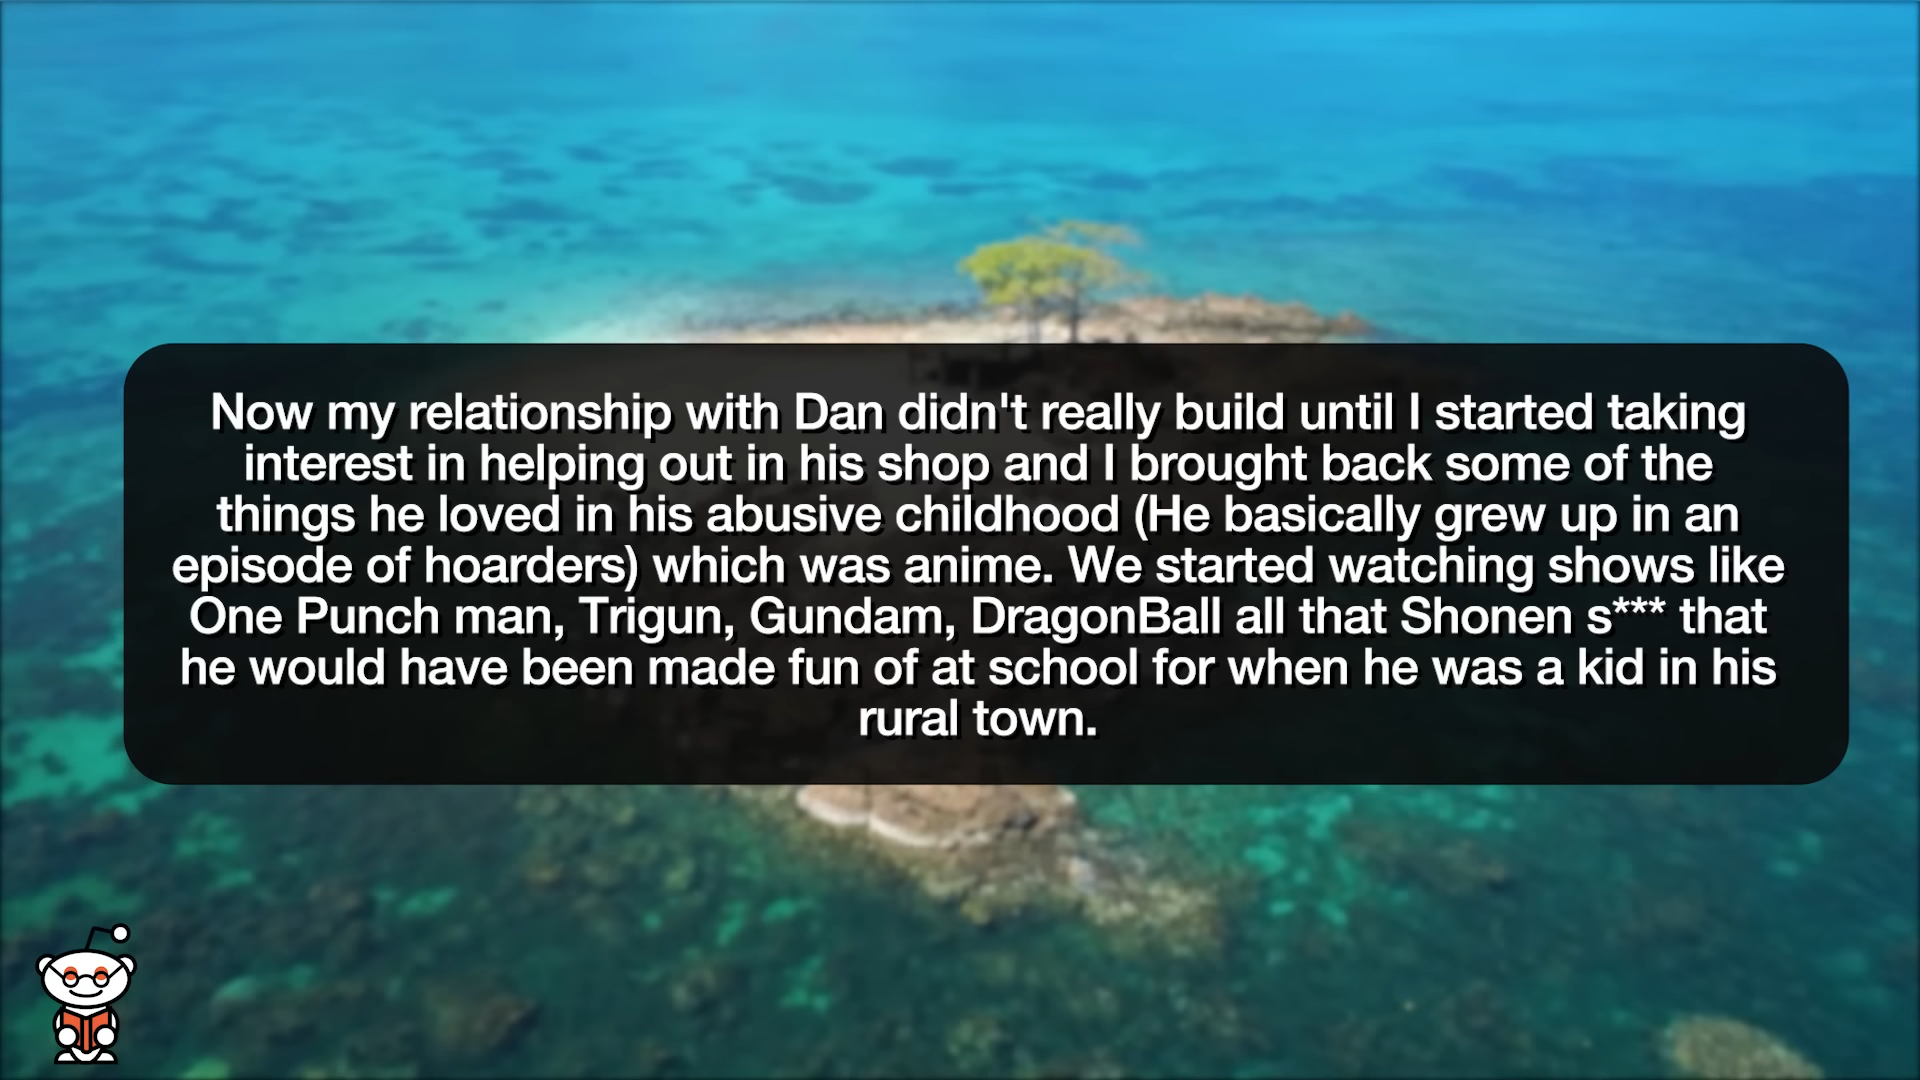 Now my relationship with Dan didn't really build until I started taking
interest in helping out in his shop and I brought back some of the
things he loved in his abusive childhood (He basically grew up in an
episode of hoarders) which was anime. We started watching shows like
One Punch man, Trigun, Gundam, DragonBall all that Shonen s*** that
he would have been made fun of at school for when he was a kid in his
rural town.